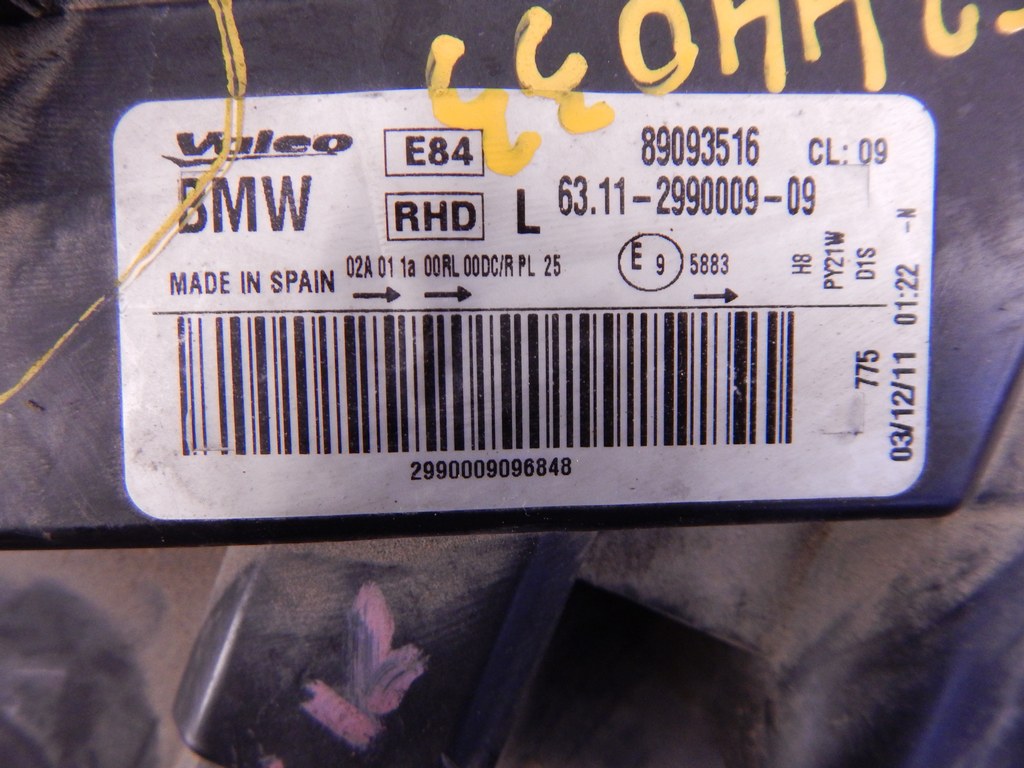 Valeo E84 89093516 CL: 09
BMW RHD L 63.11-2990009-09
MADE IN SPAIN 02A 01 1a 00RL 00DC/R PL 25 E 9 5883
H8
PY21W
D1S
775
03/12/11 01:22 -N
2990009096848